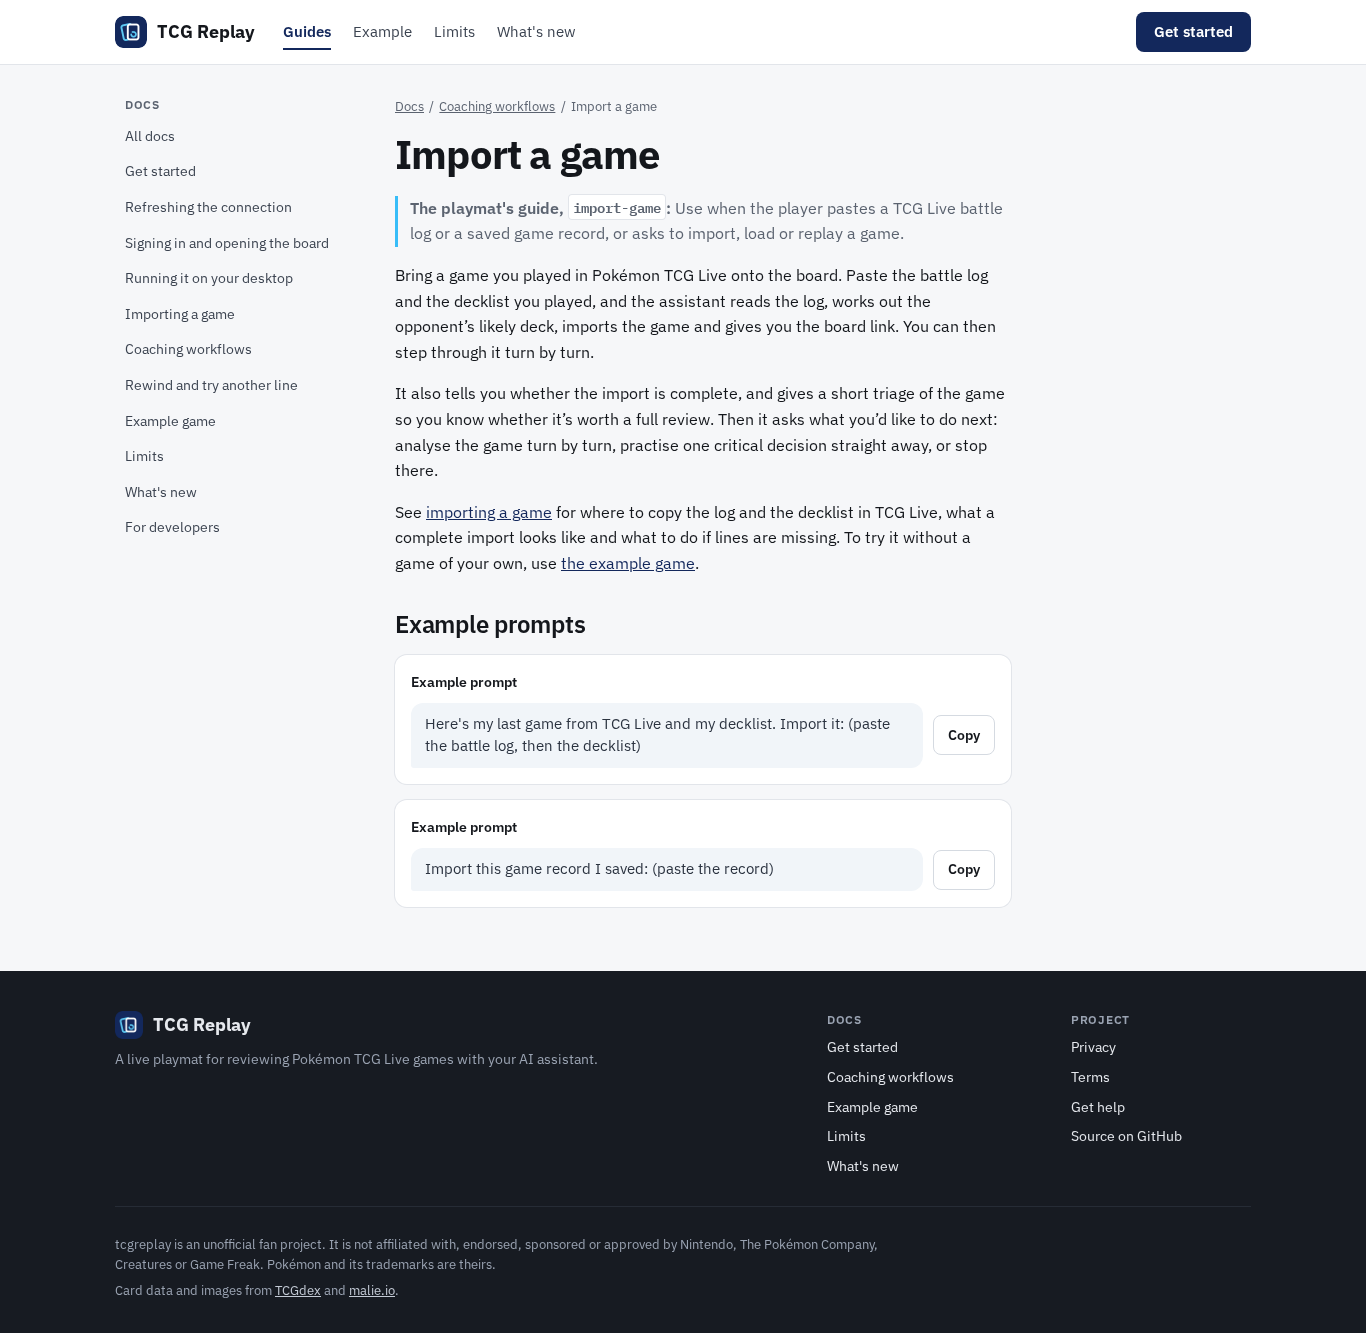 TCG Replay
Guides
Example
Limits
What's new
Get started
DOCS
All docs
Get started
Refreshing the connection
Signing in and opening the board
Running it on your desktop
Importing a game
Coaching workflows
Rewind and try another line
Example game
Limits
What's new
For developers
Docs / Coaching workflows / Import a game
Import a game
The playmat's guide, import-game: Use when the player pastes a TCG Live battle
log or a saved game record, or asks to import, load or replay a game.
Bring a game you played in Pokémon TCG Live onto the board. Paste the battle log
and the decklist you played, and the assistant reads the log, works out the
opponent’s likely deck, imports the game and gives you the board link. You can then
step through it turn by turn.
It also tells you whether the import is complete, and gives a short triage of the game
so you know whether it’s worth a full review. Then it asks what you’d like to do next:
analyse the game turn by turn, practise one critical decision straight away, or stop
there.
See importing a game for where to copy the log and the decklist in TCG Live, what a
complete import looks like and what to do if lines are missing. To try it without a
game of your own, use the example game.
Example prompts
Example prompt
Here's my last game from TCG Live and my decklist. Import it: (paste
the battle log, then the decklist)
Copy
Example prompt
Import this game record I saved: (paste the record)
Copy
TCG Replay
A live playmat for reviewing Pokémon TCG Live games with your AI assistant.
DOCS
Get started
Coaching workflows
Example game
Limits
What's new
PROJECT
Privacy
Terms
Get help
Source on GitHub
tcgreplay is an unofficial fan project. It is not affiliated with, endorsed, sponsored or approved by Nintendo, The Pokémon Company,
Creatures or Game Freak. Pokémon and its trademarks are theirs.
Card data and images from TCGdex and malie.io.